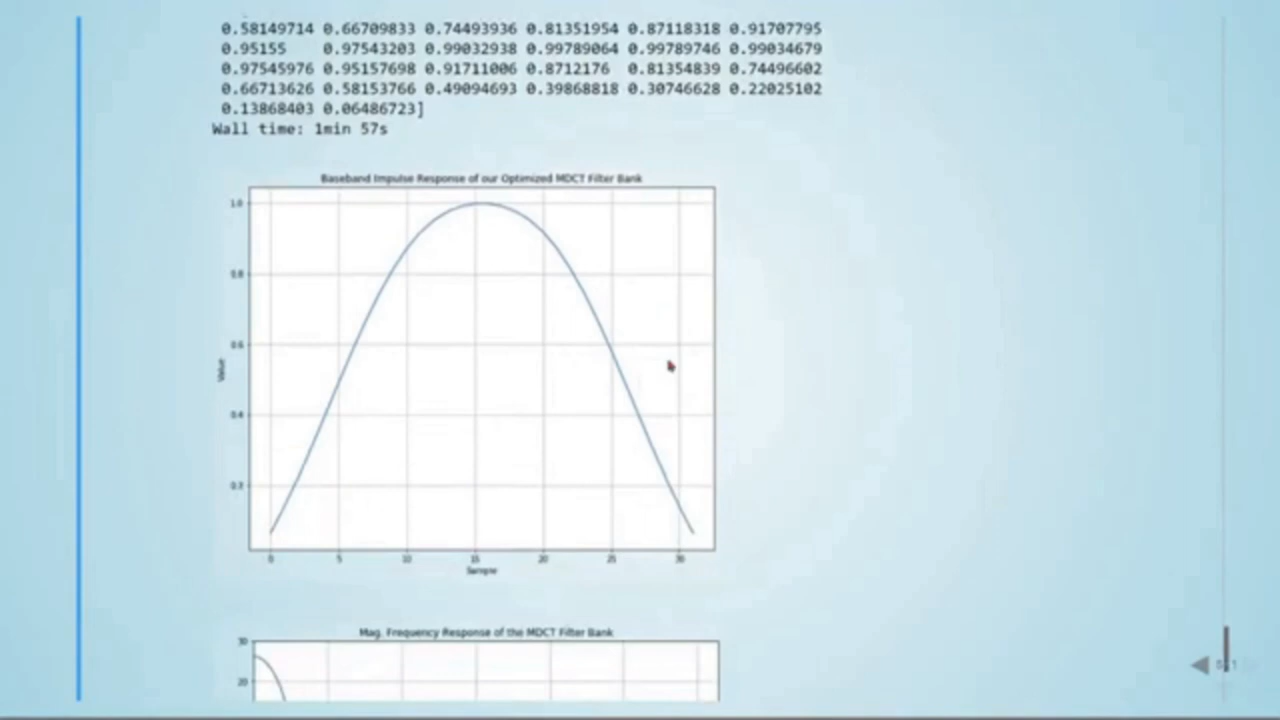 0.58149714 0.66709833 0.74493936 0.81351954 0.87118318 0.91707795
0.95155 0.97543203 0.99032938 0.99789064 0.99789746 0.99034679
0.97545976 0.95157698 0.91711006 0.8712176 0.81354839 0.74496602
0.66713626 0.58153766 0.49094693 0.39868818 0.30746628 0.22025102
0.13868403 0.06486723]
Wall time: 1min 57s
Baseband Impulse Response of our Optimized MDCT Filter Bank
1.0
0.8
0.6
0.4
0.2
Value
0 5 10 15 20 25 30
Sample
Mag. Frequency Response of the MDCT Filter Bank
30
20